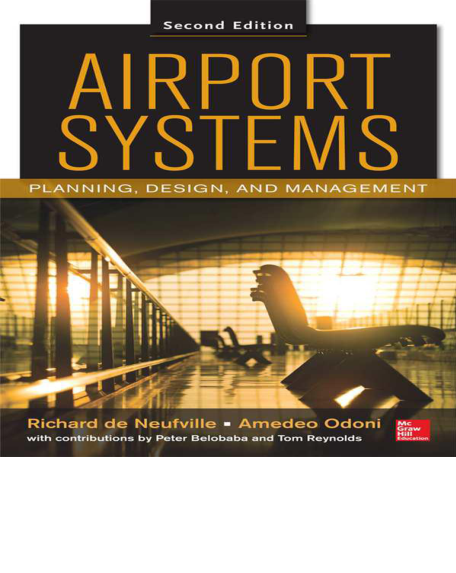 Second Edition
AIRPORT
SYSTEMS
PLANNING, DESIGN, AND MANAGEMENT
Richard de Neufville ▪ Amedeo Odoni
with contributions by Peter Belobaba and Tom Reynolds
Mc
Graw
Hill
Education